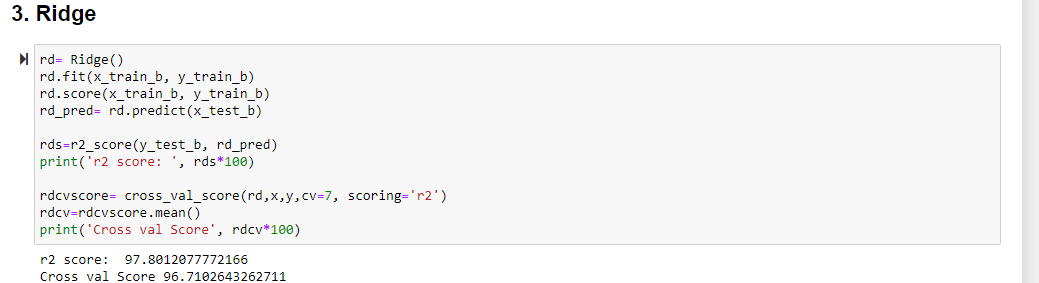 3. Ridge
rd= Ridge()
rd.fit(x_train_b, y_train_b)
rd.score(x_train_b, y_train_b)
rd_pred= rd.predict(x_test_b)
rds=r2_score(y_test_b, rd_pred)
print('r2 score: ', rds*100)
rdcvscore= cross_val_score(rd,x,y,cv=7, scoring='r2')
rdcv=rdcvscore.mean()
print('Cross val Score', rdcv*100)
r2 score:  97.8012077772166
Cross val Score 96.7102643262711